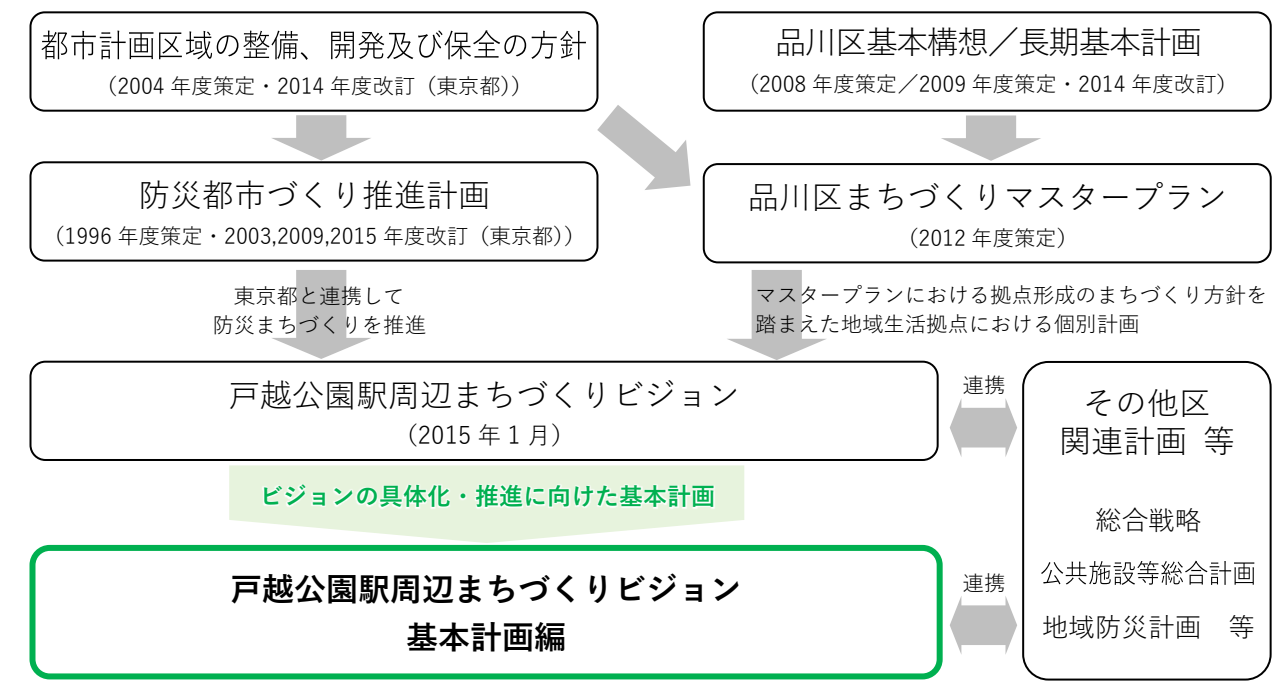 都市計画区域の整備、開発及び保全の方針
（2004 年度策定・2014 年度改訂（東京都））
品川区基本構想／長期基本計画
（2008 年度策定／2009 年度策定・2014 年度改訂）
防災都市づくり推進計画
（1996 年度策定・2003,2009,2015 年度改訂（東京都））
品川区まちづくりマスタープラン
（2012 年度策定）
東京都と連携して
防災まちづくりを推進
マスタープランにおける拠点形成のまちづくり方針を
踏まえた地域生活拠点における個別計画
戸越公園駅周辺まちづくりビジョン
（2015 年 1 月）
連携
その他区
関連計画 等
総合戦略
公共施設等総合計画
地域防災計画 等
ビジョンの具体化・推進に向けた基本計画
戸越公園駅周辺まちづくりビジョン
基本計画編
連携